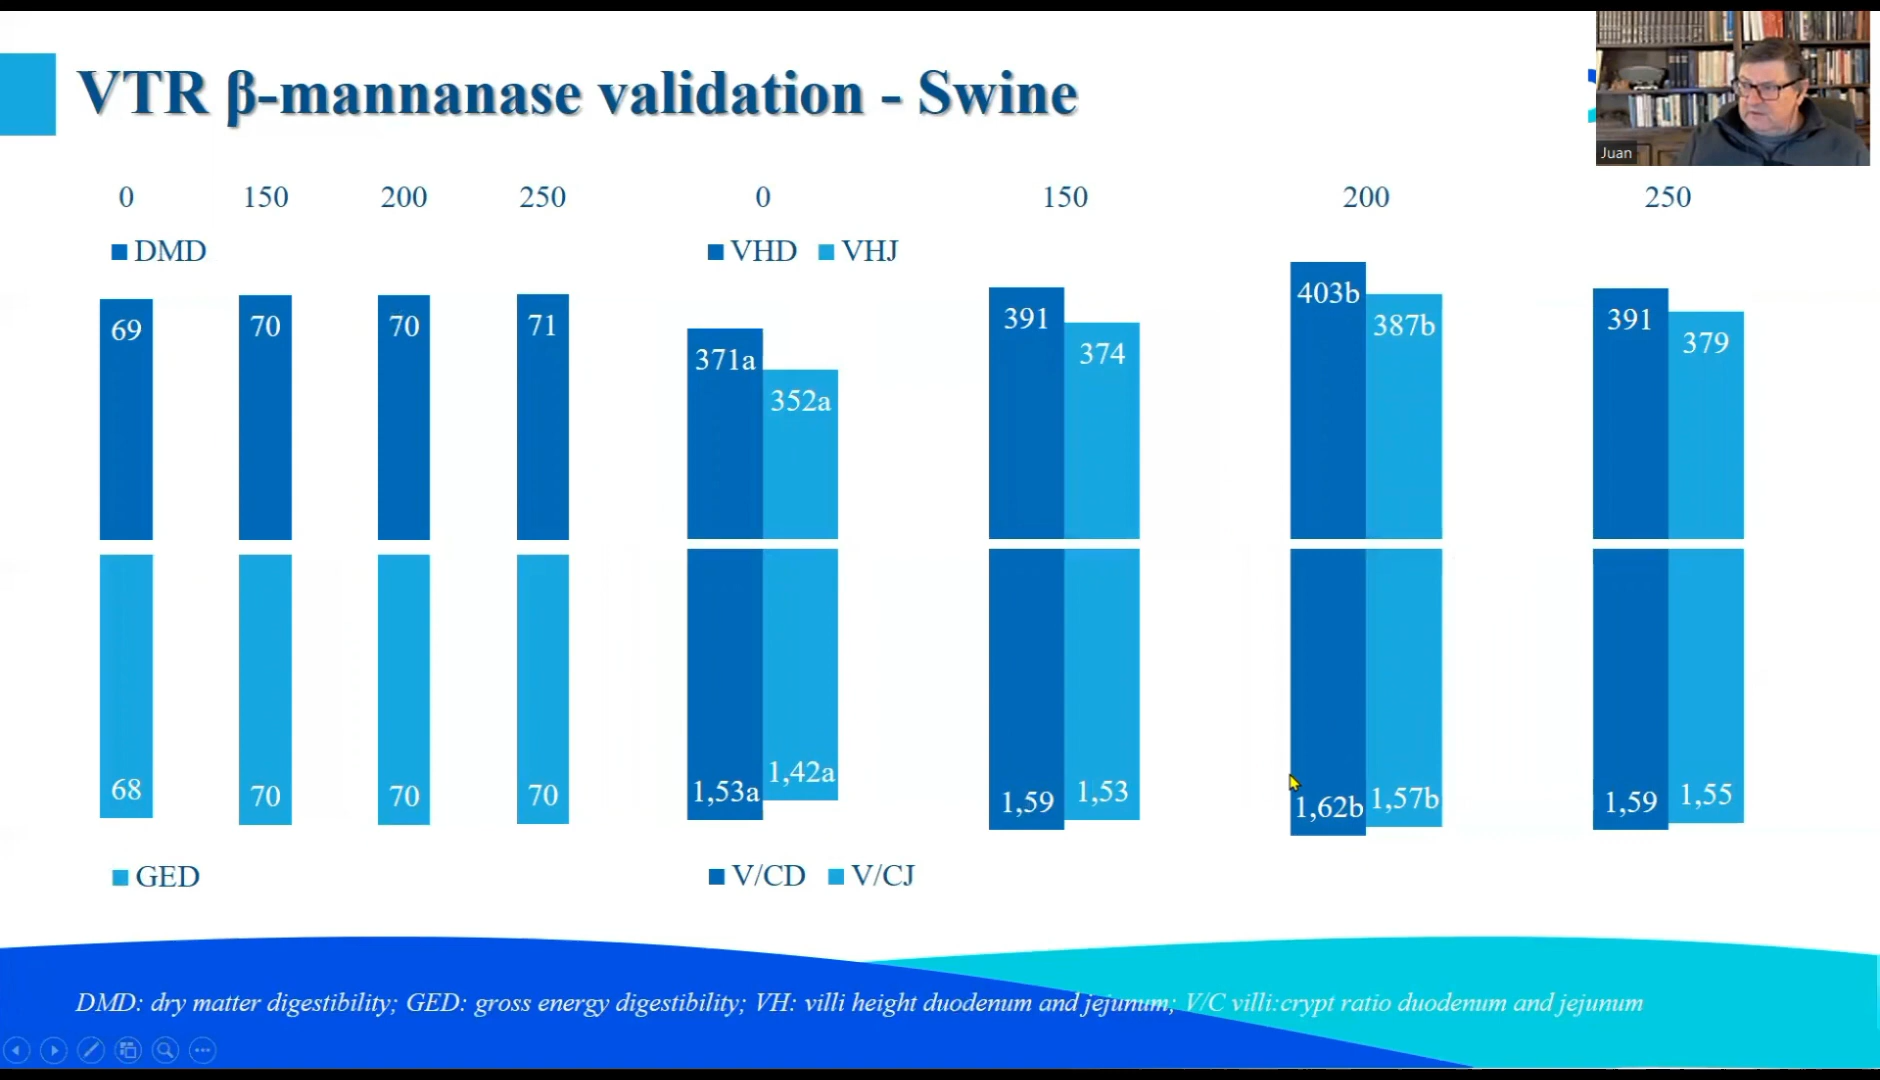 VTR β-mannanase validation - Swine
Juan
0 150 200 250 0 150 200 250
DMD VHD VHJ
69 70 70 71 371a 352a 391 374 403b 387b 391 379
68 70 70 70 1,53a 1,42a 1,59 1,53 1,62b 1,57b 1,59 1,55
GED V/CD V/CJ
DMD: dry matter digestibility; GED: gross energy digestibility; VH: villi height duodenum and jejunum; V/C villi:crypt ratio duodenum and jejunum